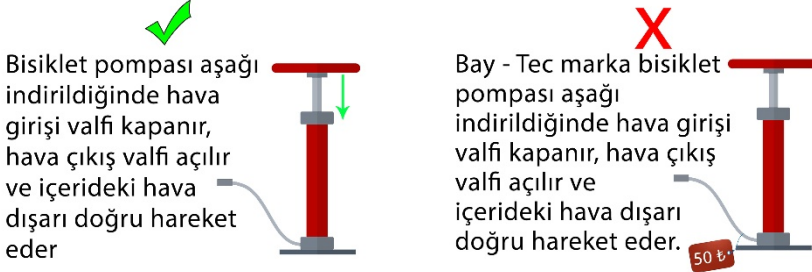 Bisiklet pompası aşağı
indirildiğinde hava
girişi valfi kapanır,
hava çıkış valfi açılır
ve içerideki hava
dışarı doğru hareket
eder
X
Bay - Tec marka bisiklet
pompası aşağı
indirildiğinde hava girişi
valfi kapanır, hava çıkış
valfi açılır ve
içerideki hava dışarı
doğru hareket eder.
50 ₺